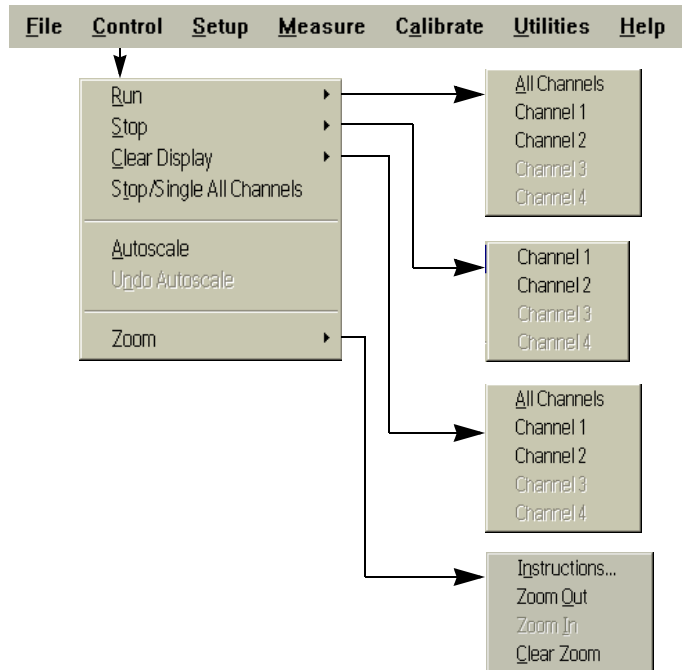 File Control Setup Measure Calibrate Utilities Help
Run
Stop
Clear Display
Stop/Single All Channels
Autoscale
Undo Autoscale
Zoom
All Channels
Channel 1
Channel 2
Channel 3
Channel 4
Channel 1
Channel 2
Channel 3
Channel 4
All Channels
Channel 1
Channel 2
Channel 3
Channel 4
Instructions...
Zoom Out
Zoom In
Clear Zoom